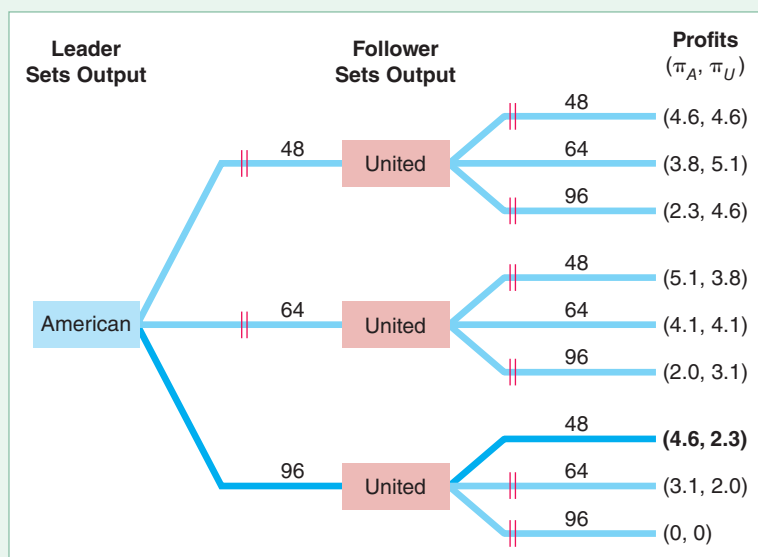 Leader
Sets Output
Follower
Sets Output
Profits
(π_A, π_U)
48
(4.6, 4.6)
48
United
64
(3.8, 5.1)
96
(2.3, 4.6)
48
(5.1, 3.8)
American
64
United
64
(4.1, 4.1)
96
(2.0, 3.1)
48
(4.6, 2.3)
96
United
64
(3.1, 2.0)
96
(0, 0)